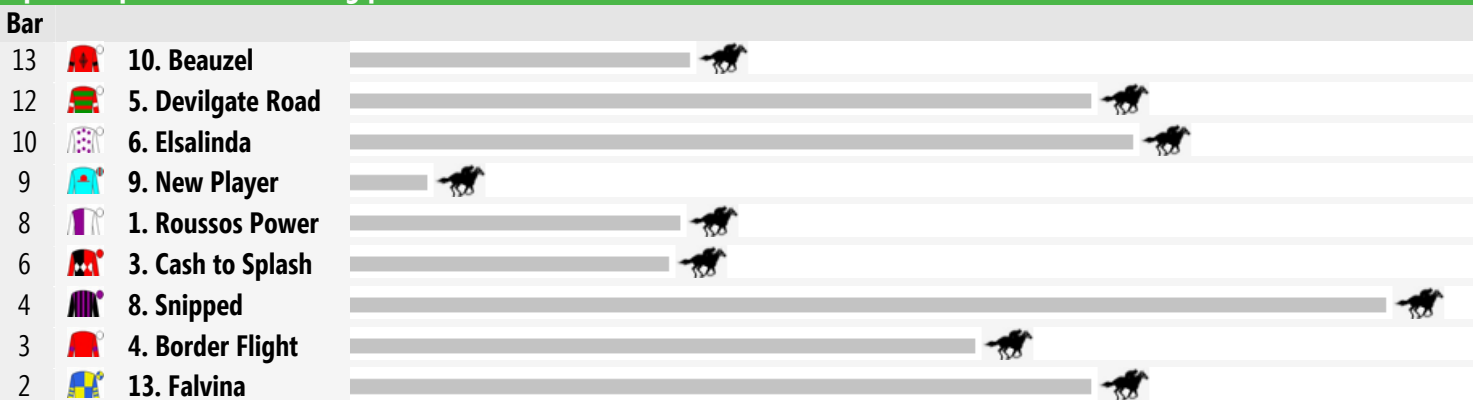 Bar
13 10. Beauzel
12 5. Devilgate Road
10 6. Elsalinda
9 9. New Player
8 1. Roussos Power
6 3. Cash to Splash
4 8. Snipped
3 4. Border Flight
2 13. Falvina